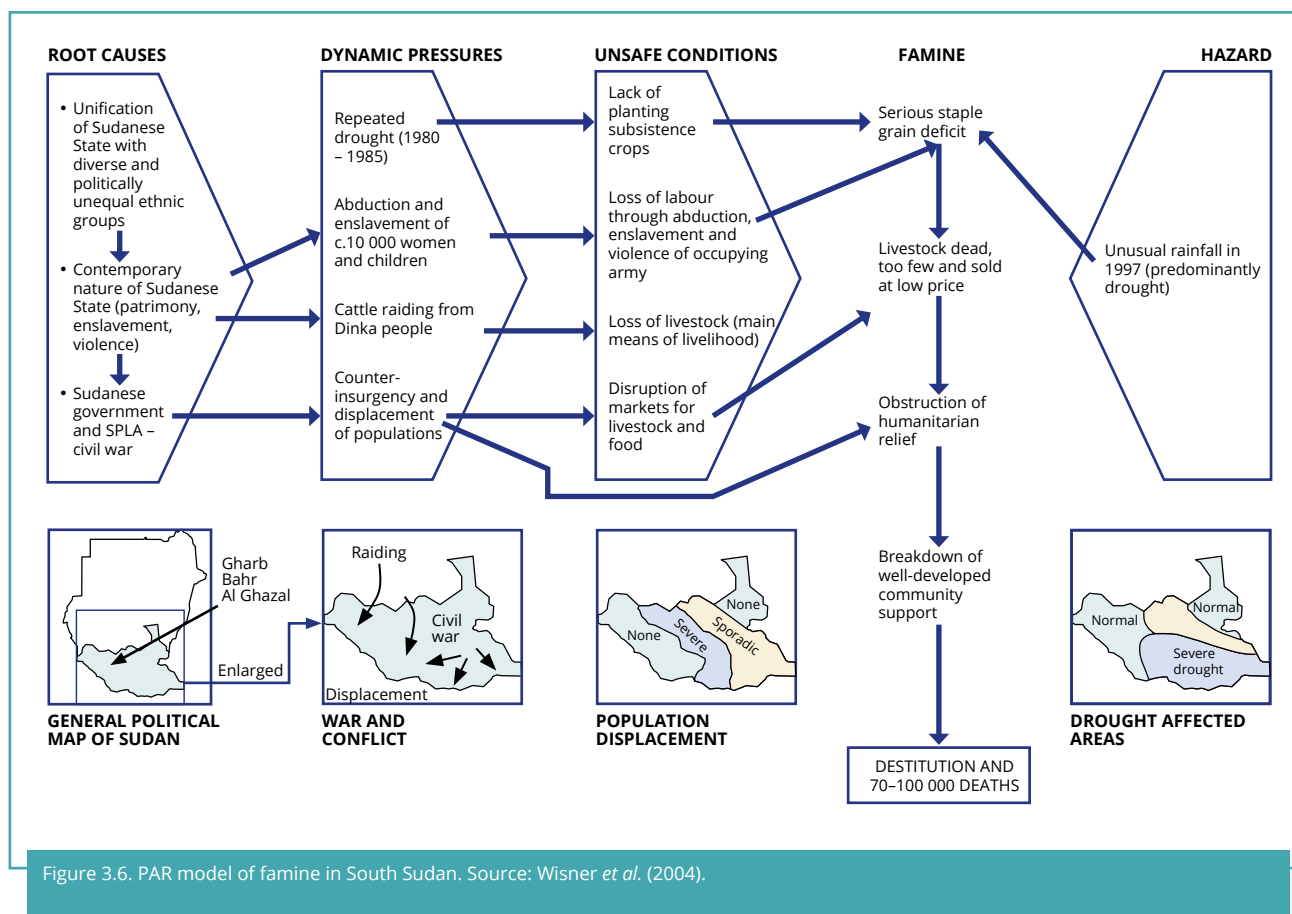 ROOT CAUSES
• Unification
of Sudanese
State with
diverse and
politically
unequal ethnic
groups
• Contemporary
nature of Sudanese
State (patrimony,
enslavement,
violence)
• Sudanese
government
and SPLA –
civil war
DYNAMIC PRESSURES
Repeated
drought (1980
– 1985)
Abduction and
enslavement of
c.10 000 women
and children
Cattle raiding from
Dinka people
Counter-
insurgency and
displacement
of populations
UNSAFE CONDITIONS
Lack of
planting
subsistence
crops
Loss of labour
through abduction,
enslavement and
violence of occupying
army
Loss of livestock (main
means of livelihood)
Disruption of
markets for
livestock and
food
FAMINE
Serious staple
grain deficit
Livestock dead,
too few and sold
at low price
Obstruction of
humanitarian
relief
Breakdown of
well-developed
community
support
DESTITUTION AND
70–100 000 DEATHS
HAZARD
Unusual rainfall in
1997 (predominantly
drought)
Gharb
Bahr
Al Ghazal
Enlarged
GENERAL POLITICAL
MAP OF SUDAN
Raiding
Civil
war
Displacement
WAR AND
CONFLICT
None
None
Severe
Sporadic
POPULATION
DISPLACEMENT
Normal
Normal
Severe
drought
DROUGHT AFFECTED
AREAS
Figure 3.6. PAR model of famine in South Sudan. Source: Wisner et al. (2004).